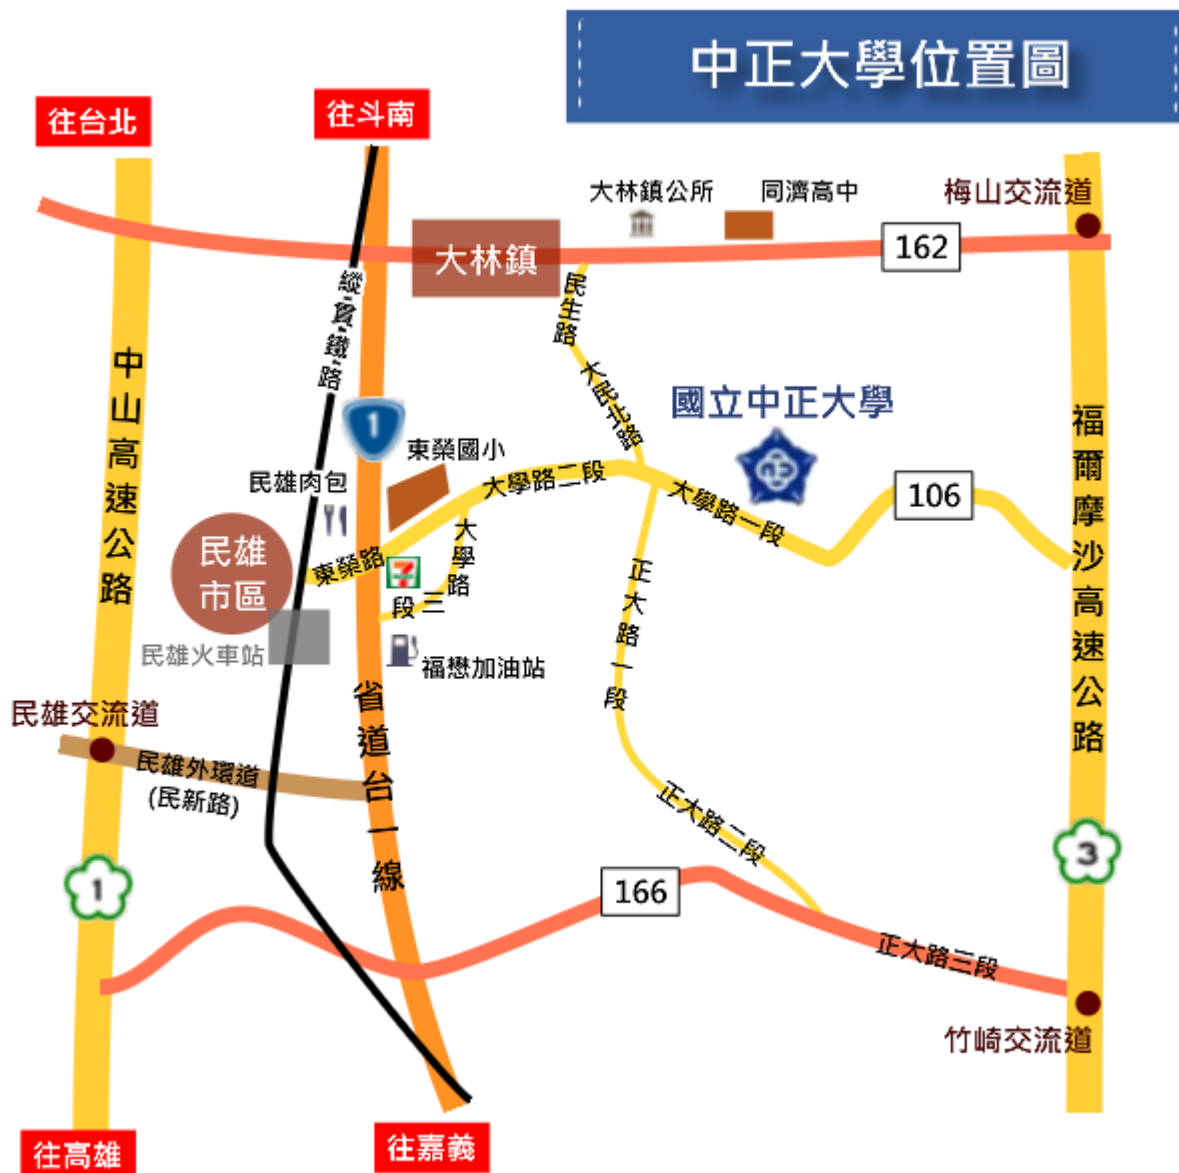 中正大學位置圖
往台北
往斗南
大林鎮公所
同濟高中
梅山交流道
162
大林鎮
縱貫鐵路
民生路
中山高速公路
大民北路
國立中正大學
福爾摩沙高速公路
1
東榮國小
民雄肉包
大學路二段
大學路一段
106
民雄
市區
東榮路
7
大學路三段
正大路一段
民雄火車站
福懋加油站
省道台一線
民雄交流道
民雄外環道
(民新路)
正大路二段
3
1
166
正大路三段
竹崎交流道
往高雄
往嘉義